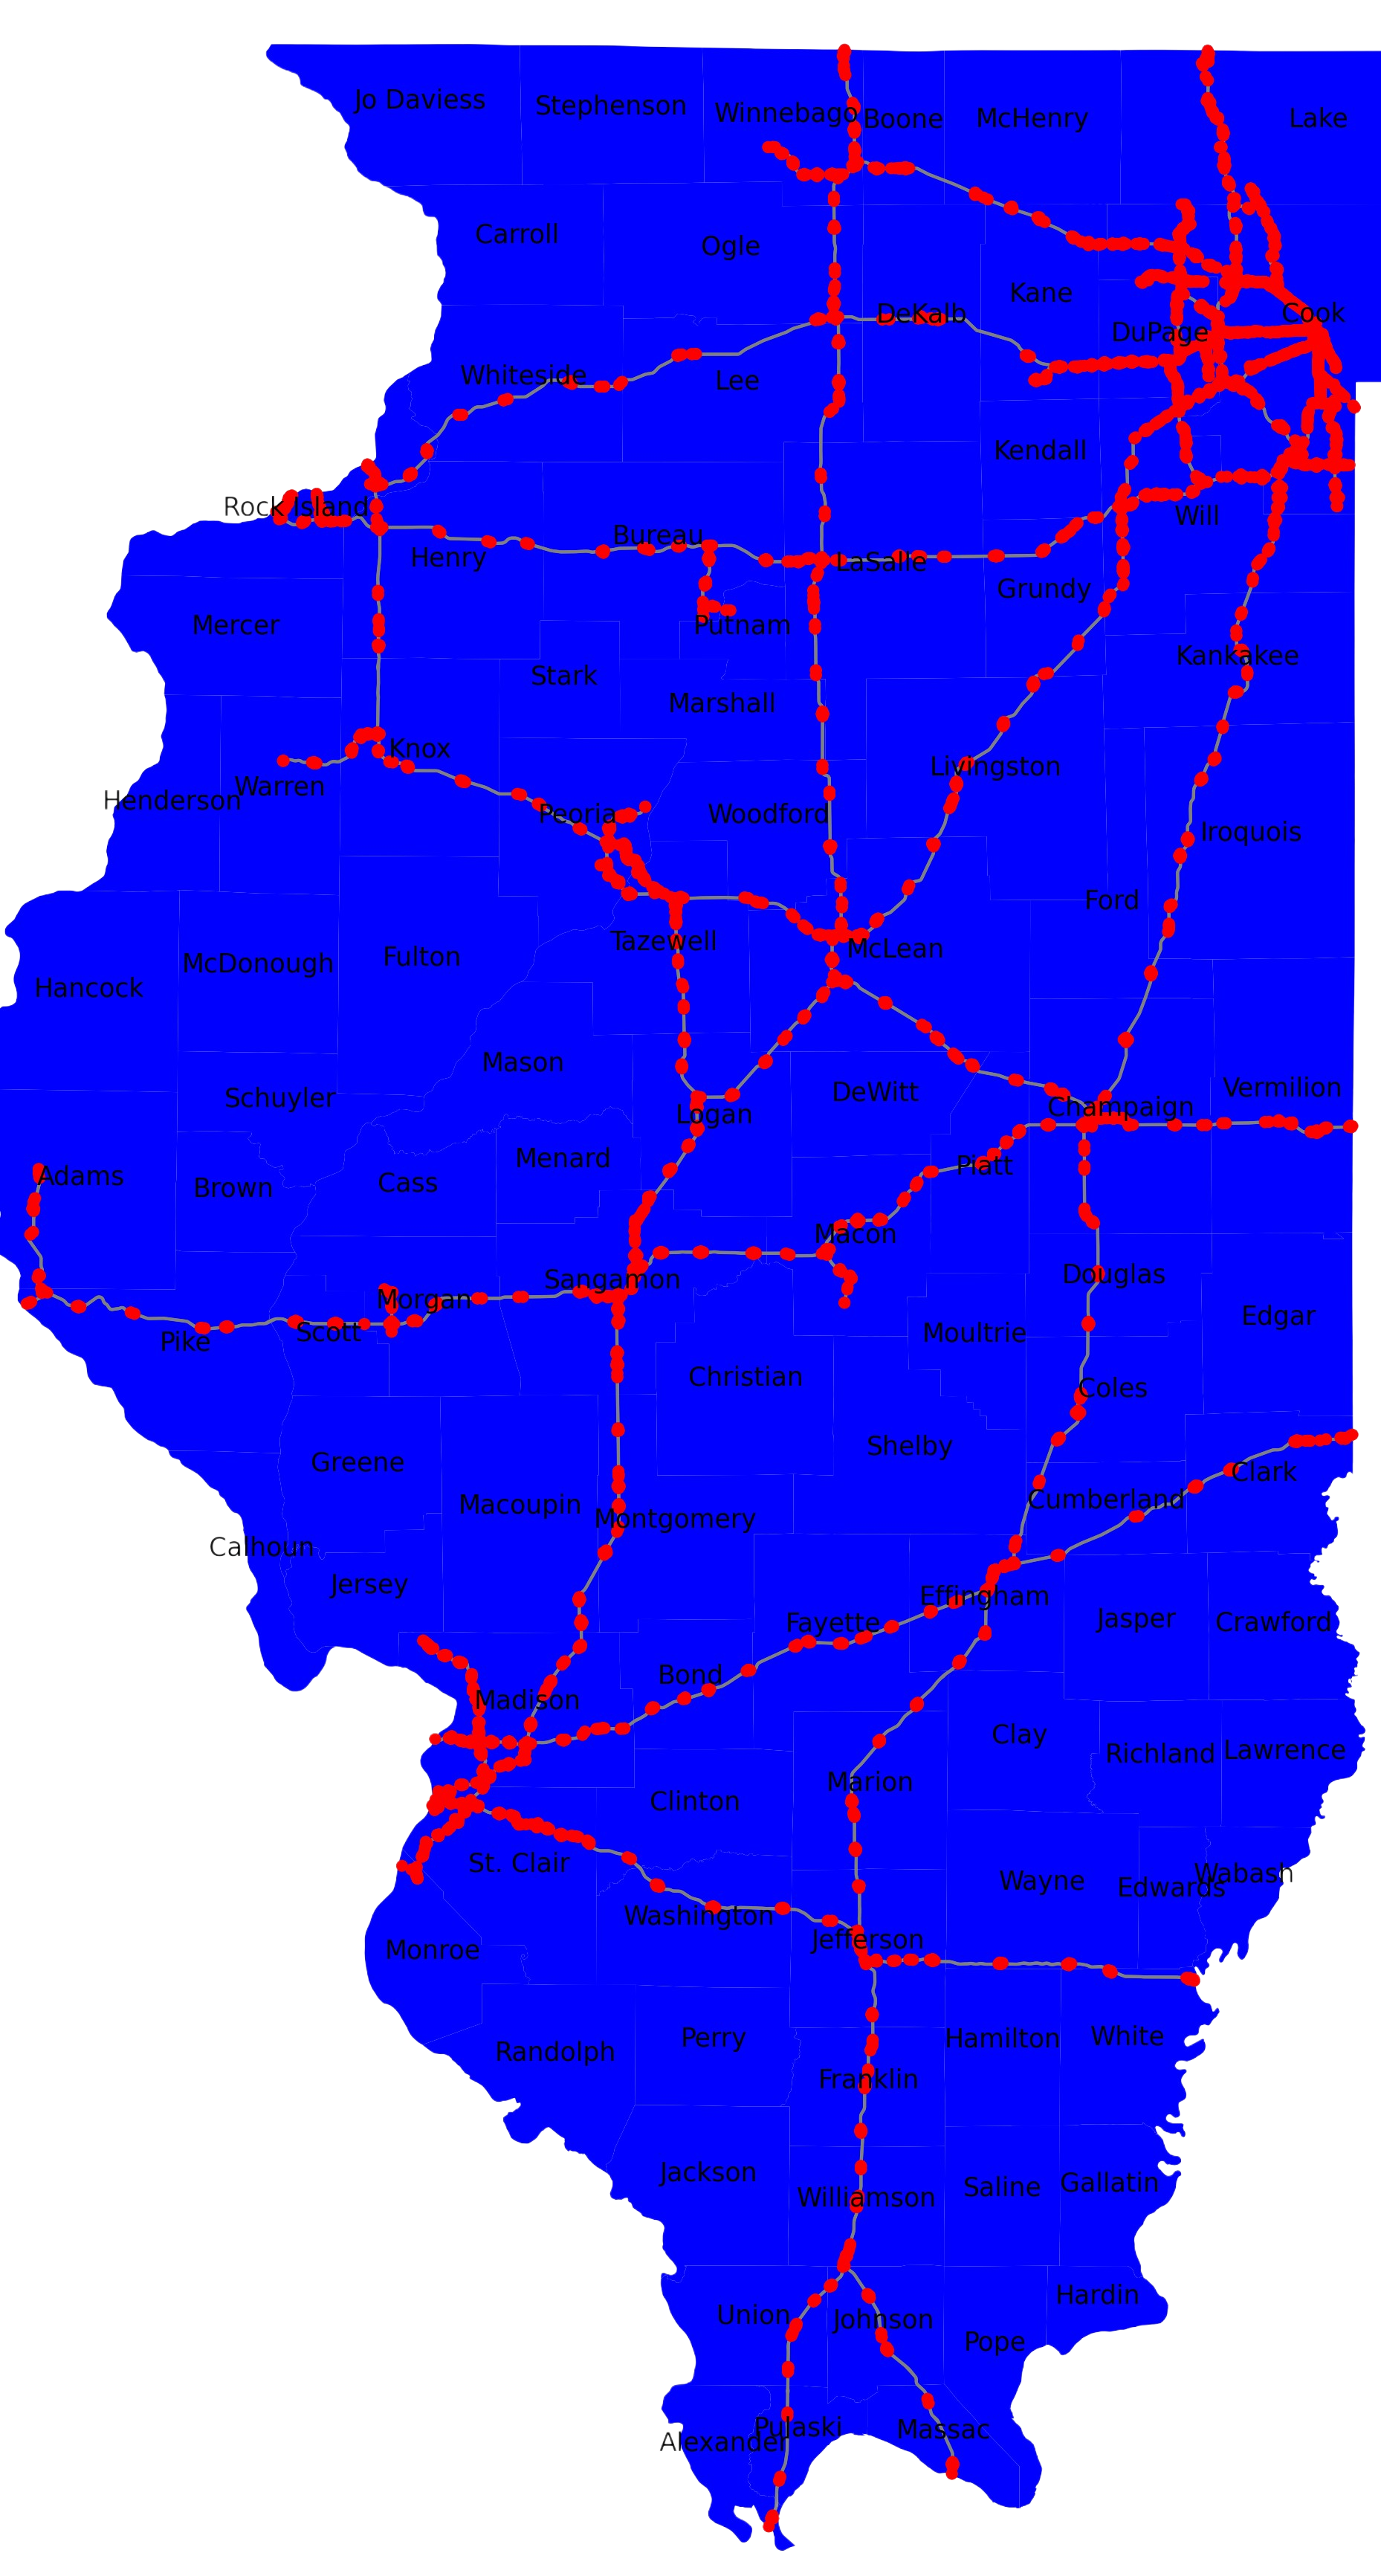 Jo Daviess
Stephenson
Winnebago
Boone
McHenry
Lake
Carroll
Ogle
Kane
DeKalb
Cook
DuPage
Whiteside
Lee
Kendall
Rock Island
Will
Bureau
Henry
LaSalle
Grundy
Mercer
Putnam
Kankakee
Stark
Marshall
Knox
Livingston
Warren
Henderson
Peoria
Woodford
Iroquois
Ford
Tazewell
McLean
Fulton
McDonough
Hancock
Mason
Vermilion
DeWitt
Schuyler
Champaign
Logan
Menard
Piatt
Adams
Cass
Brown
Macon
Douglas
Sangamon
Morgan
Edgar
Scott
Moultrie
Pike
Christian
Coles
Shelby
Greene
Clark
Cumberland
Macoupin
Montgomery
Calhoun
Jersey
Effingham
Jasper
Crawford
Fayette
Bond
Madison
Clay
Richland
Lawrence
Marion
Clinton
St. Clair
Wabash
Wayne
Edwards
Washington
Jefferson
Monroe
White
Hamilton
Perry
Randolph
Franklin
Jackson
Gallatin
Saline
Williamson
Hardin
Union
Johnson
Pope
Pulaski
Massac
Alexander